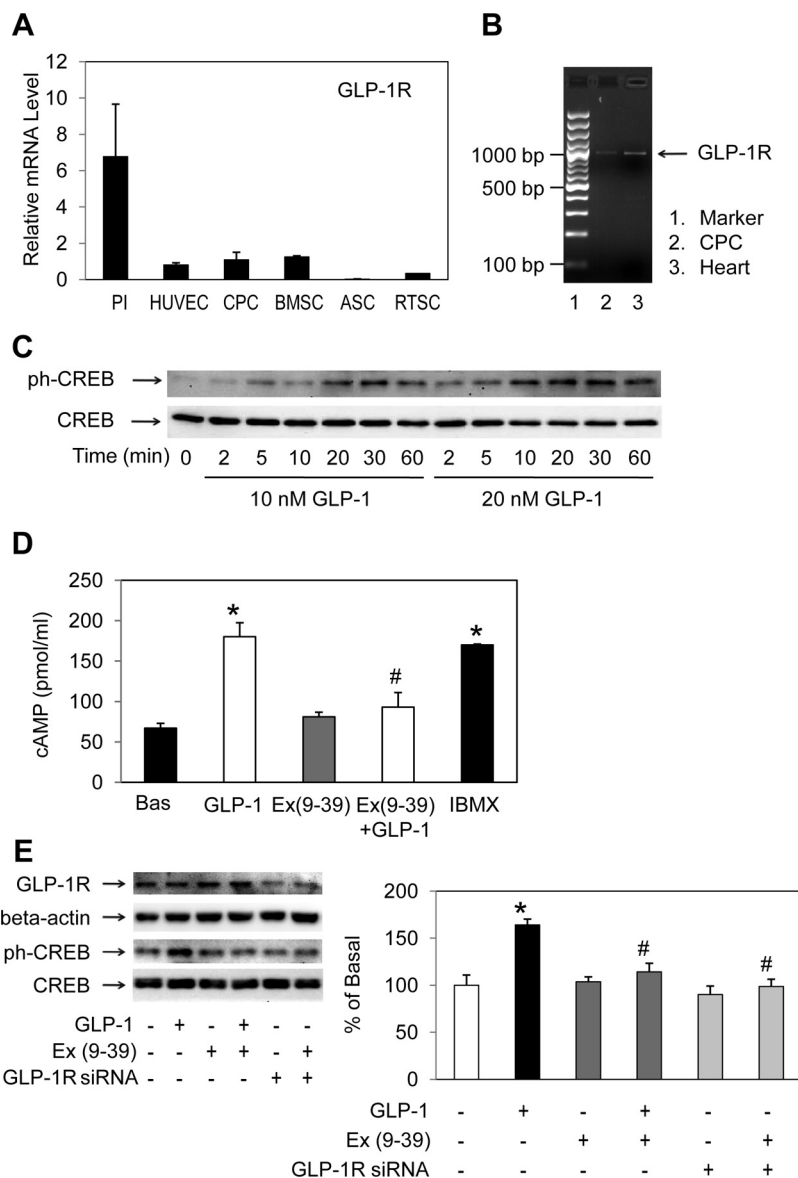 A
12
10
8
6
4
2
0
Relative mRNA Level
GLP-1R
PI HUVEC CPC BMSC ASC RTSC
B
1000 bp
500 bp
100 bp
GLP-1R
1. Marker
2. CPC
3. Heart
1 2 3
C
ph-CREB
CREB
Time (min) 0 2 5 10 20 30 60 2 5 10 20 30 60
10 nM GLP-1 20 nM GLP-1
D
250
200
150
100
50
0
cAMP (pmol/ml)
* # *
Bas GLP-1 Ex(9-39) Ex(9-39) IBMX
+GLP-1
E
GLP-1R
beta-actin
ph-CREB
CREB
GLP-1 - + - + - -
Ex (9-39) - - + + - +
GLP-1R siRNA - - - - + +
200
150
100
50
0
% of Basal
* # #
GLP-1 - + - + - -
Ex (9-39) - - + + - +
GLP-1R siRNA - - - - + +